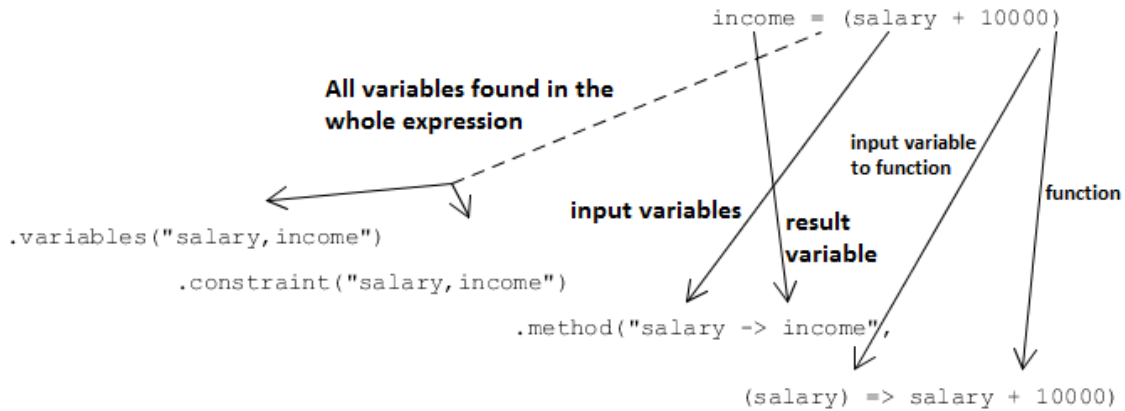 income = (salary + 10000)
All variables found in the
whole expression
input variable
to function
function
input variables
result
variable
.variables("salary,income")
.constraint("salary,income")
.method("salary -> income",
(salary) => salary + 10000)